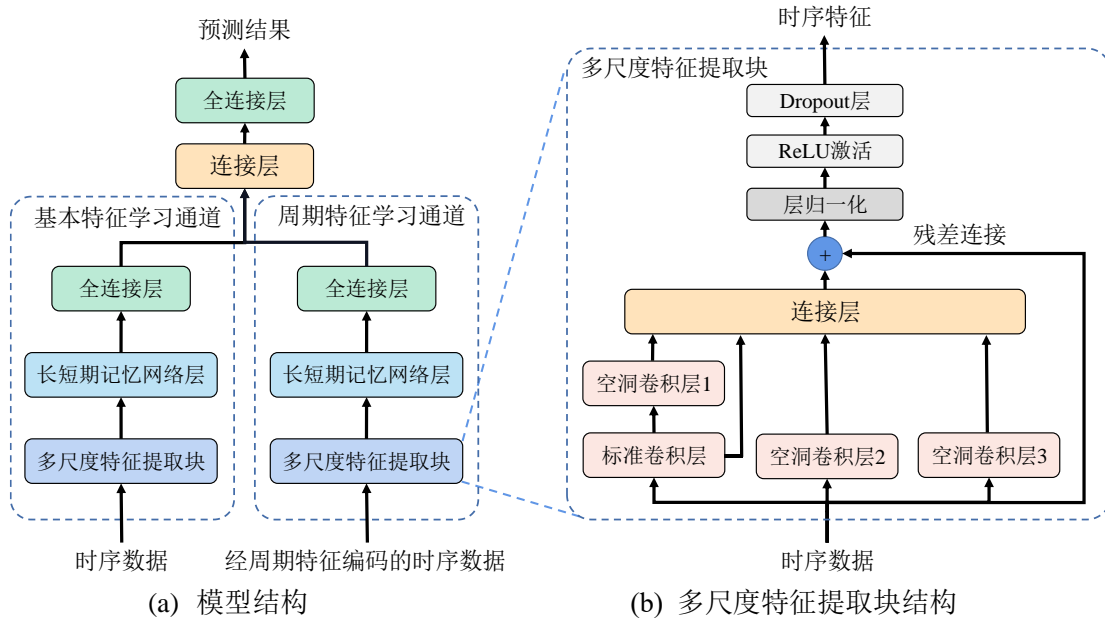 预测结果
全连接层
连接层
基本特征学习通道
周期特征学习通道
全连接层
全连接层
长短期记忆网络层
长短期记忆网络层
多尺度特征提取块
多尺度特征提取块
时序数据
经周期特征编码的时序数据
(a) 模型结构
时序特征
多尺度特征提取块
Dropout层
ReLU激活
层归一化
残差连接
+
连接层
空洞卷积层1
标准卷积层
空洞卷积层2
空洞卷积层3
时序数据
(b) 多尺度特征提取块结构